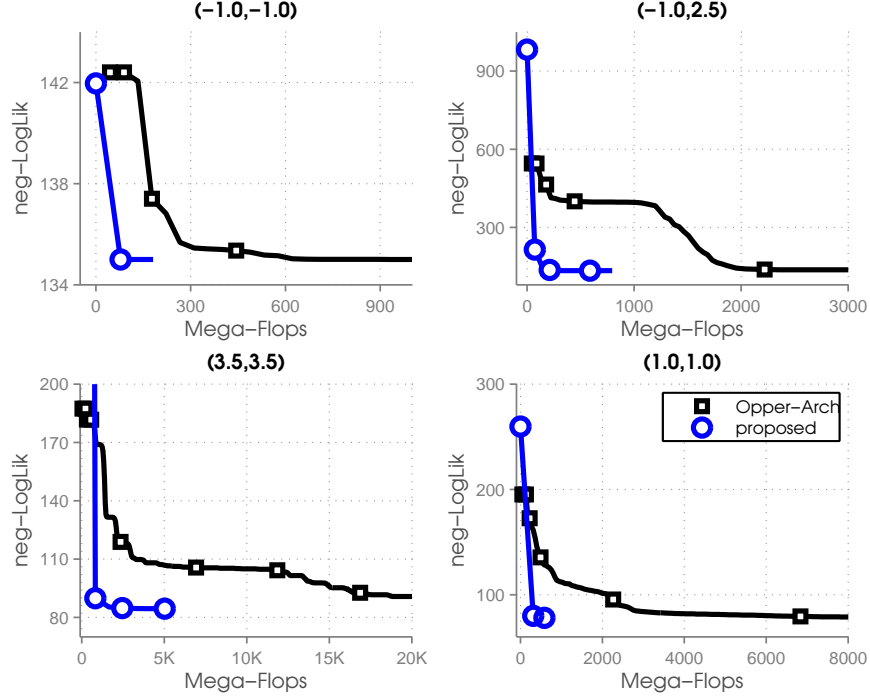 (−1.0,−1.0)
neg−LogLik
142
138
134
0 300 600 900
Mega−Flops
(−1.0,2.5)
neg−LogLik
900
600
300
0 1000 2000 3000
Mega−Flops
(3.5,3.5)
neg−LogLik
200
170
140
110
80
0 5K 10K 15K 20K
Mega−Flops
(1.0,1.0)
neg−LogLik
300
200
100
Opper−Arch
proposed
0 2000 4000 6000 8000
Mega−Flops